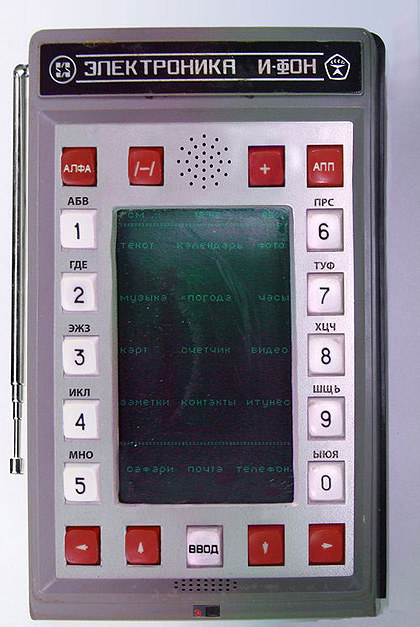 ЭЛЕКТРОНИКА И·ФОН
АЛФА /–/ + АПП
АБВ ПРС
1 6
ГДЕ ТУФ
2 7
ЭЖЗ ХЦЧ
3 8
ИКЛ ШЩЬ
4 9
МНО ЫЮЯ
5 0
текст календарь фото
музыка погода часы
карт счетчик видео
заметки контакты итунес
сафари почта телефон
ВВОД